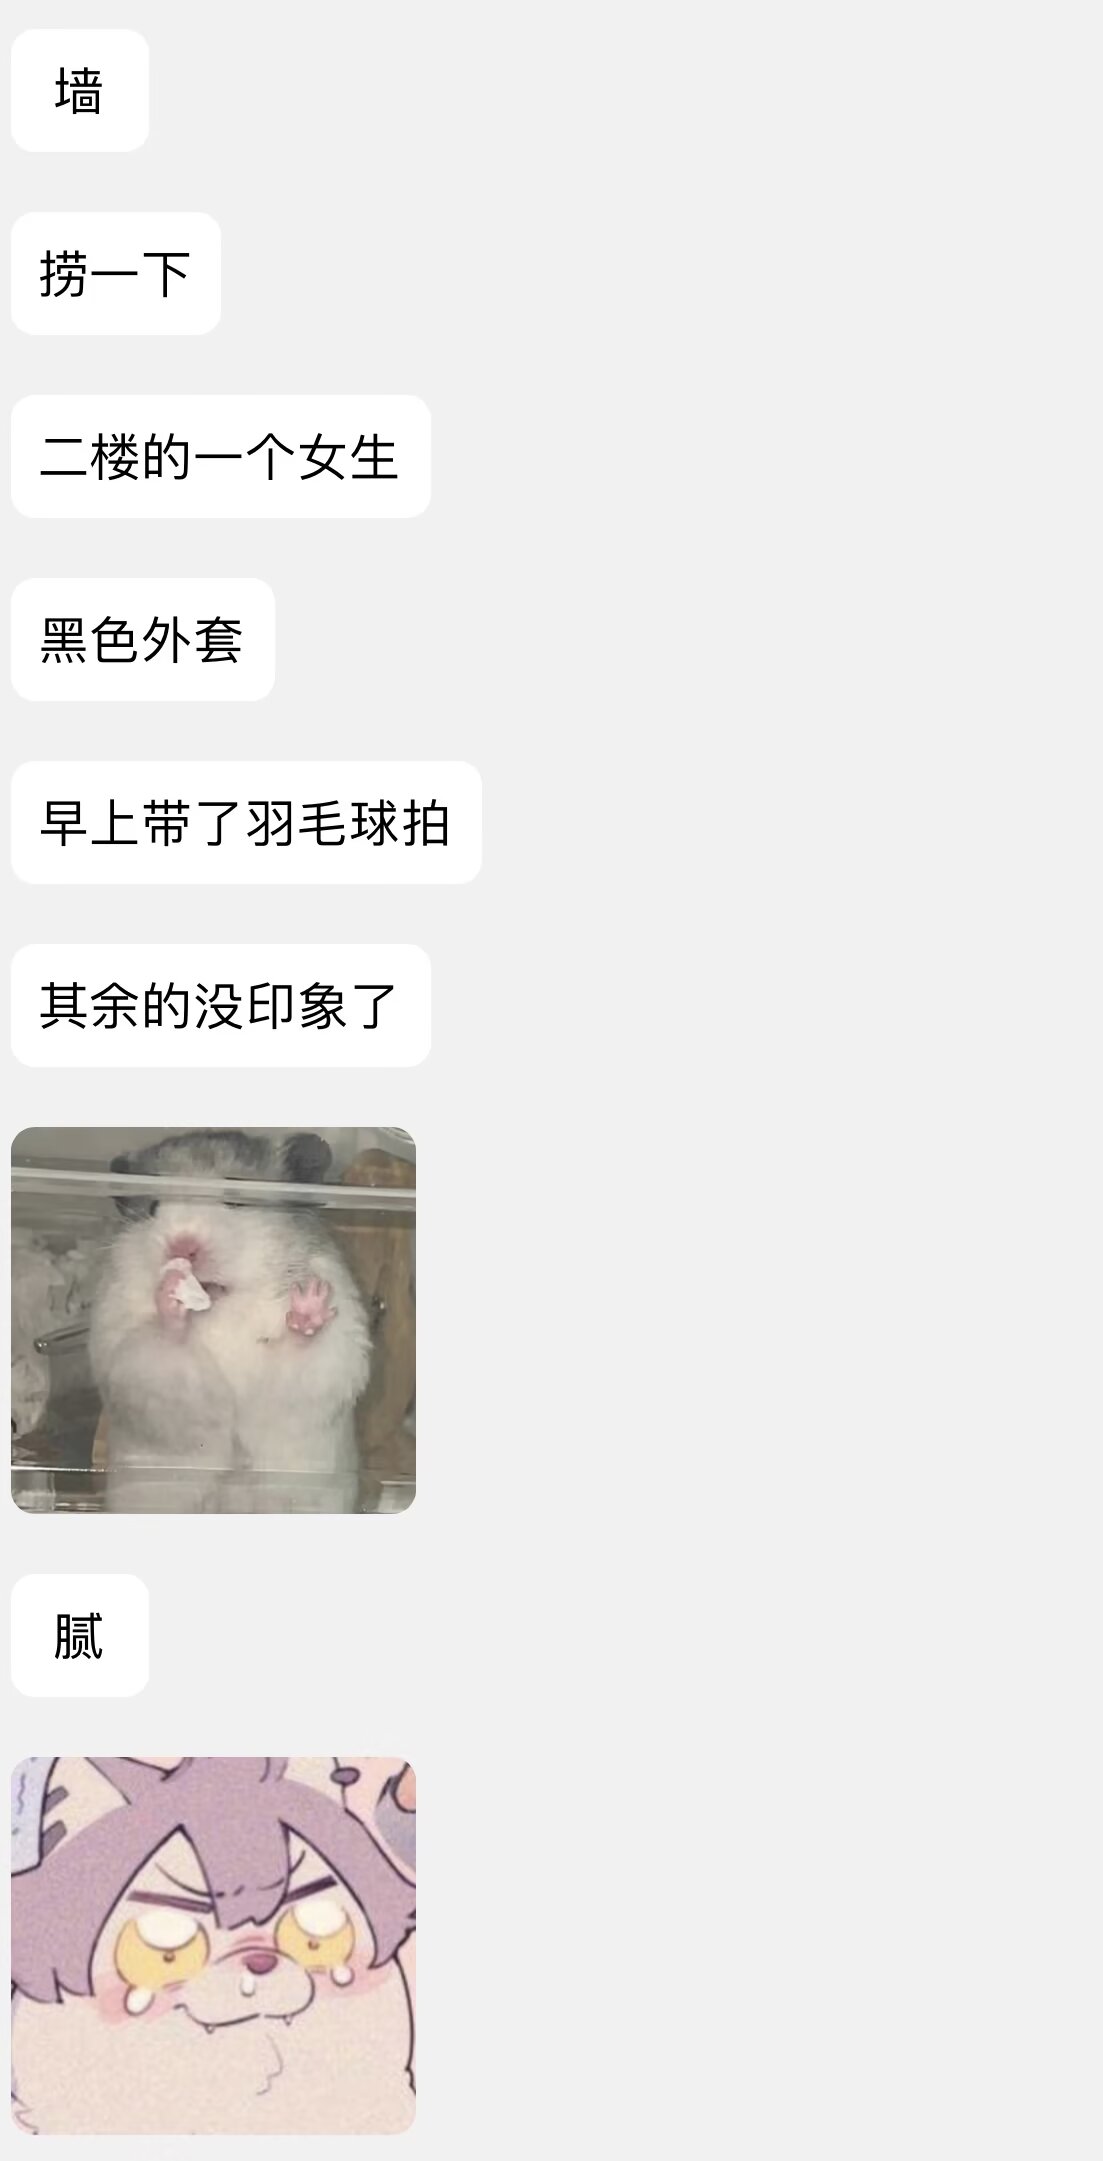 墙
捞一下
二楼的一个女生
黑色外套
早上带了羽毛球拍
其余的没印象了
腻